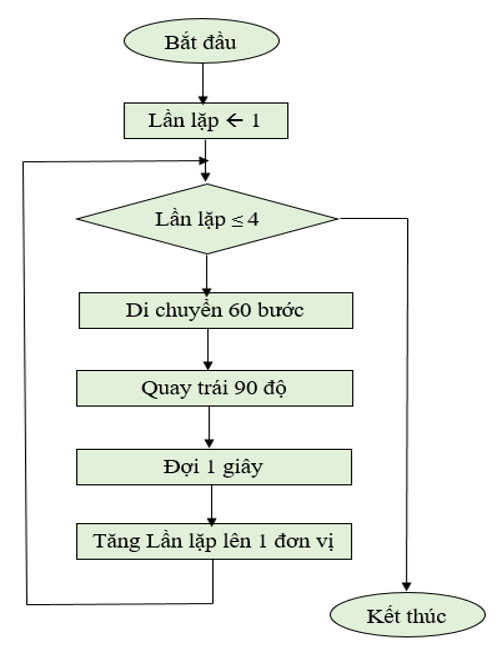 Bắt đầu
Lần lặp ← 1
Lần lặp ≤ 4
Di chuyển 60 bước
Quay trái 90 độ
Đợi 1 giây
Tăng Lần lặp lên 1 đơn vị
Kết thúc